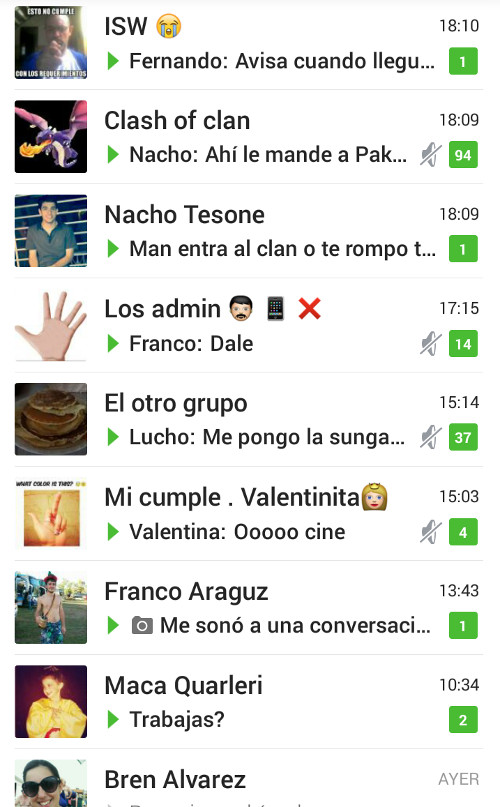 ESTO NO CUMPLE
CON LOS REQUERIMIENTOS
ISW 😭 18:10
Fernando: Avisa cuando llegu... 1
Clash of clan 18:09
Nacho: Ahí le mande a Pak... 94
Nacho Tesone 18:09
Man entra al clan o te rompo t... 1
Los admin 👨🏻 📱 ❌ 17:15
Franco: Dale 14
El otro grupo 15:14
Lucho: Me pongo la sunga... 37
WHAT COLOR IS THIS?
Mi cumple . Valentinita👸🏼 15:03
Valentina: Ooooo cine 4
Franco Araguz 13:43
Me sonó a una conversaci... 1
Maca Quarleri 10:34
Trabajas? 2
Bren Alvarez AYER